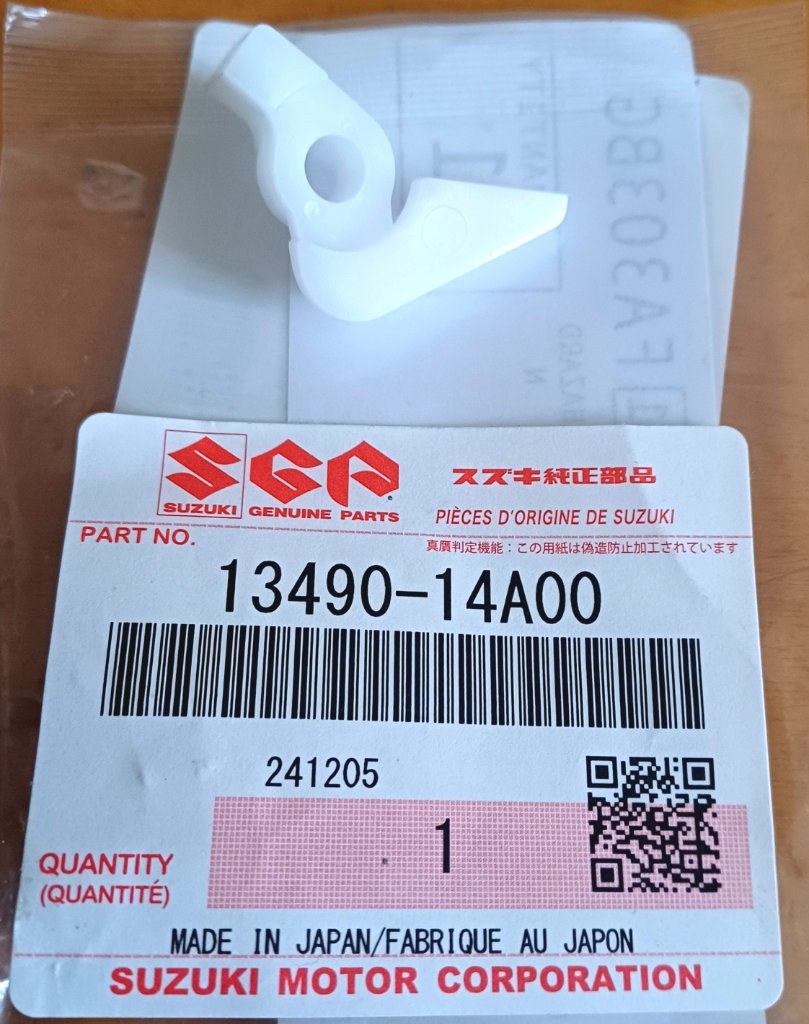 SUZUKI
SGP
GENUINE PARTS
スズキ純正部品
PIÈCES D'ORIGINE DE SUZUKI
PART NO.
真贋判定機能：この用紙は偽造防止加工されています
13490-14A00
241205
1
QUANTITY
(QUANTITÉ)
MADE IN JAPAN/FABRIQUE AU JAPON
SUZUKI MOTOR CORPORATION